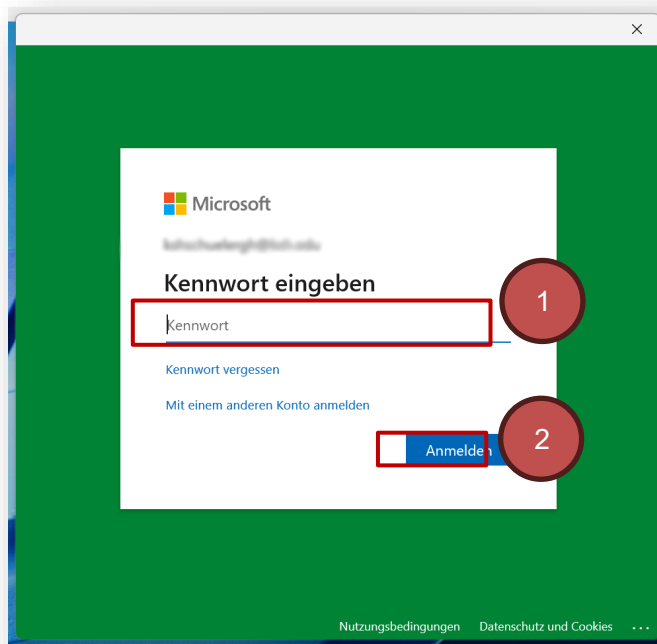 Microsoft
Kennwort eingeben
1
Kennwort
Kennwort vergessen
Mit einem anderen Konto anmelden
2
Anmelden
Nutzungsbedingungen Datenschutz und Cookies ...